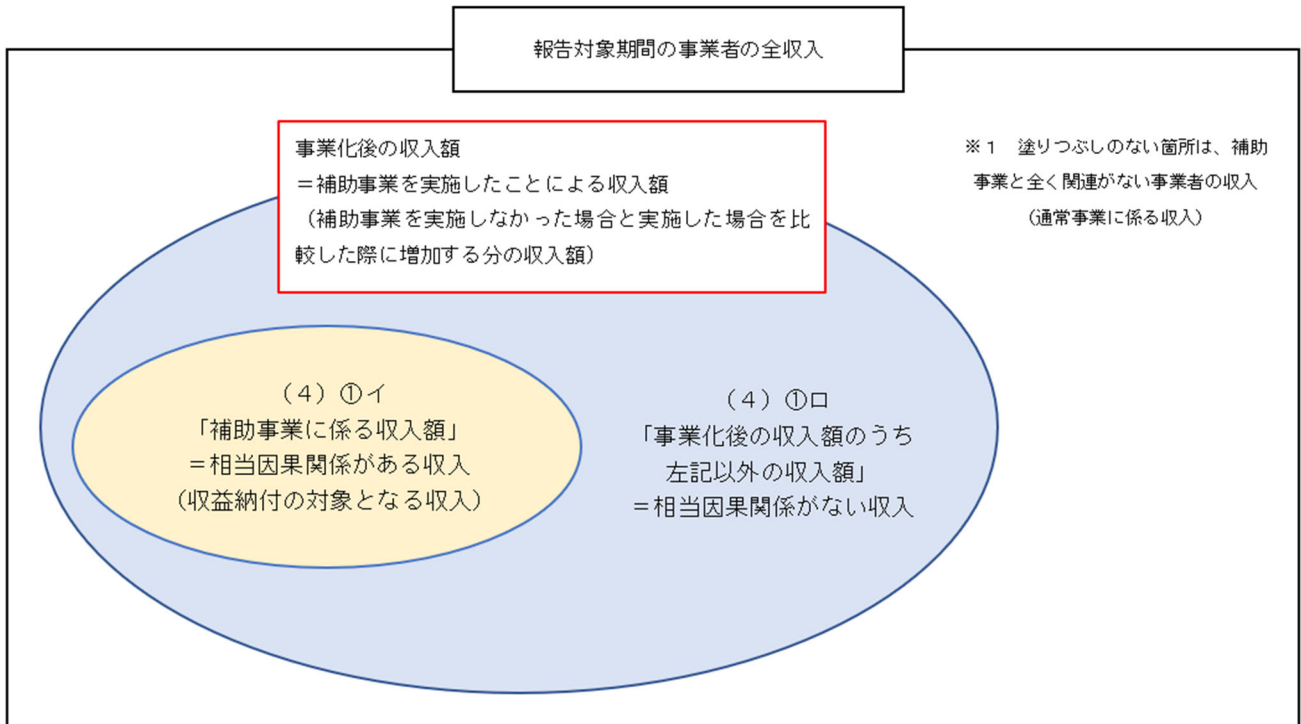 報告対象期間の事業者の全収入
事業化後の収入額
＝補助事業を実施したことによる収入額
（補助事業を実施しなかった場合と実施した場合を比
較した際に増加する分の収入額）
※１　塗りつぶしのない箇所は、補助
事業と全く関連がない事業者の収入
（通常事業に係る収入）
（４）①イ
「補助事業に係る収入額」
＝相当因果関係がある収入
（収益納付の対象となる収入）
（４）①ロ
「事業化後の収入額のうち
左記以外の収入額」
＝相当因果関係がない収入